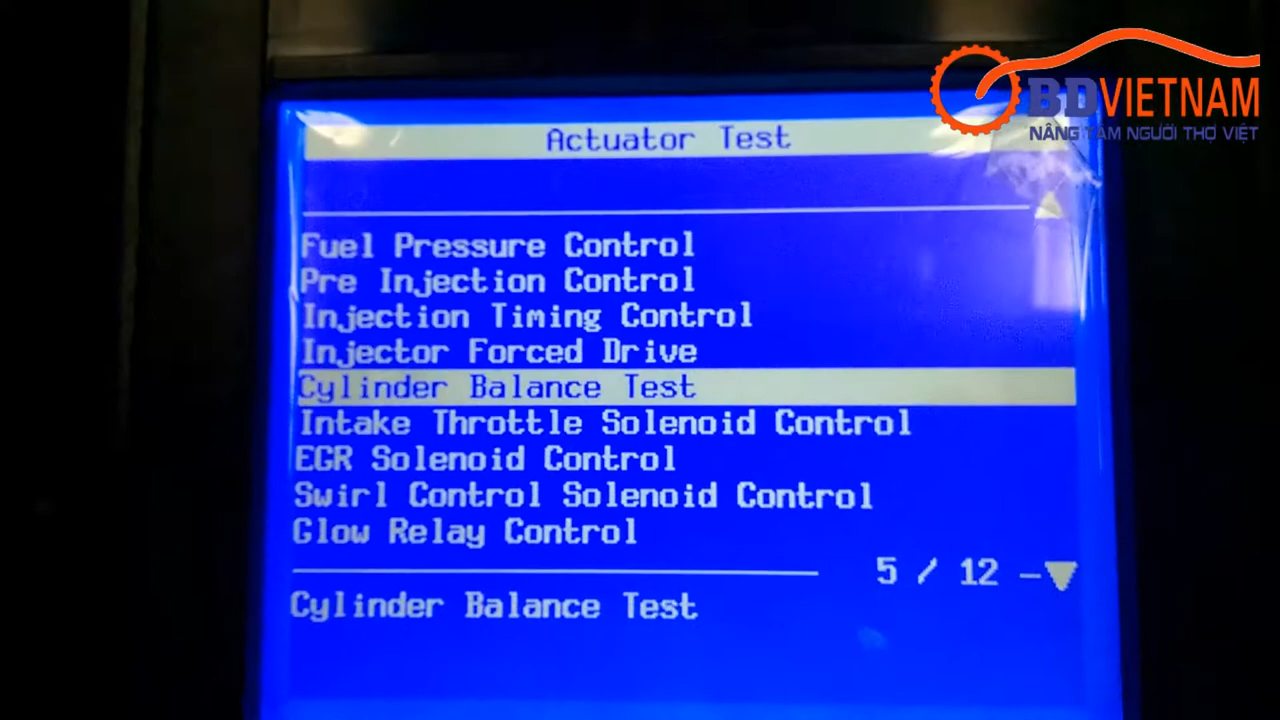 BDVIETNAM
NÂNG TẦM NGƯỜI THỢ VIỆT
Actuator Test
Fuel Pressure Control
Pre Injection Control
Injection Timing Control
Injector Forced Drive
Cylinder Balance Test
Intake Throttle Solenoid Control
EGR Solenoid Control
Swirl Control Solenoid Control
Glow Relay Control
5 / 12
Cylinder Balance Test